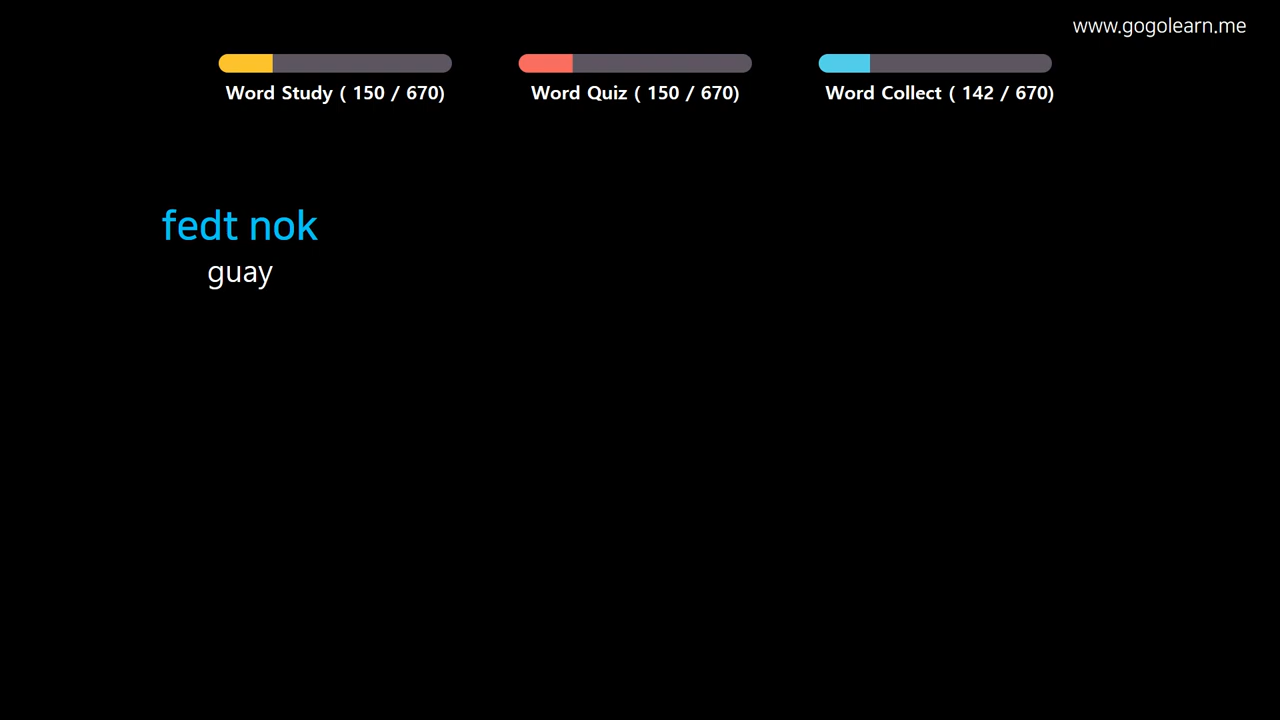 www.gogolearn.me
Word Study ( 150 / 670)
Word Quiz ( 150 / 670)
Word Collect ( 142 / 670)
fedt nok
guay